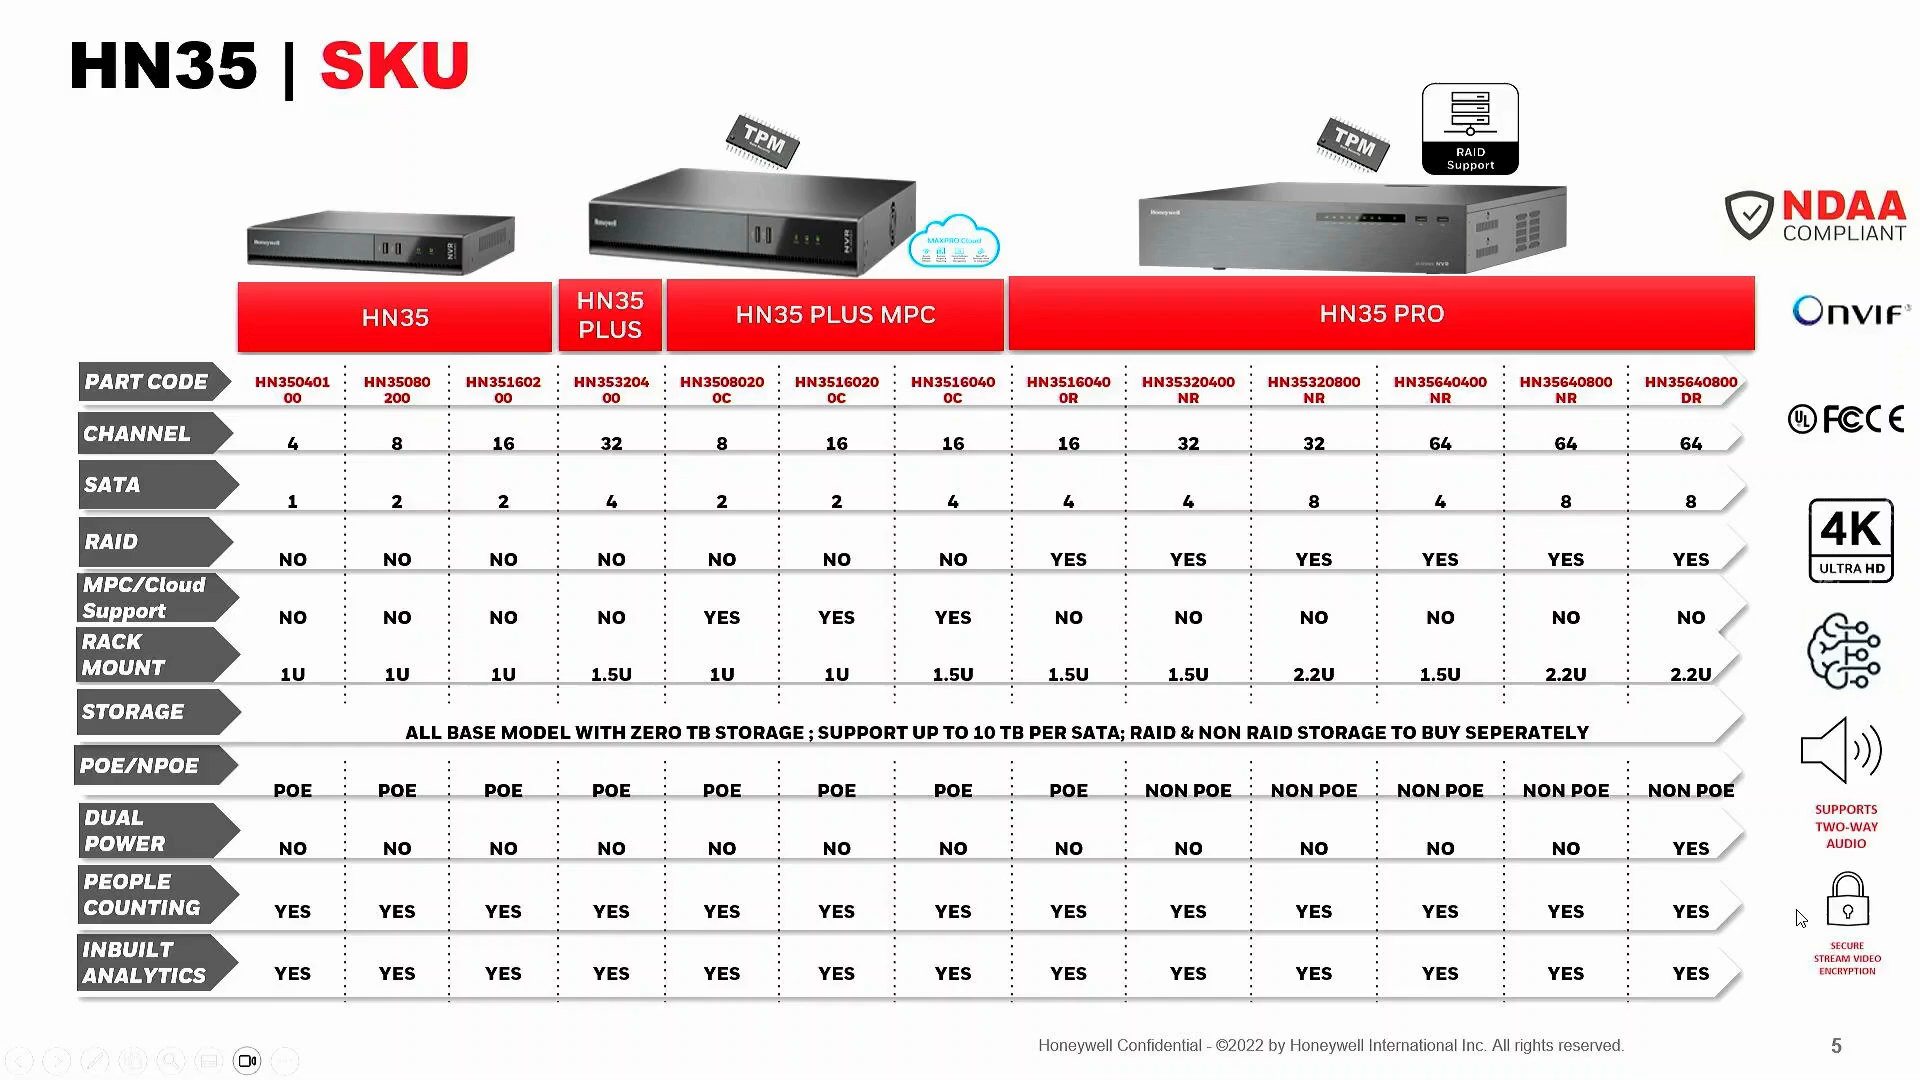 HN35 | SKU
TPM
TPM
RAID
Support
Honeywell
Honeywell
NVR
Honeywell
NVR
NVR
MAXPRO Cloud
NDAA
COMPLIANT
HN35
HN35
PLUS
HN35 PLUS MPC
HN35 PRO
ONVIF
PART CODE
HN350401 HN35080 HN351602 HN353204 HN3508020 HN3516020 HN3516040 HN3516040 HN35320400 HN35320800 HN35640400 HN35640800 HN35640800
00 200 00 00 0C 0C 0C 0R NR NR NR NR DR
UL FCC CE
CHANNEL
4 8 16 32 8 16 16 16 32 32 64 64 64
SATA
1 2 2 4 2 2 4 4 4 8 4 8 8
4K
ULTRA HD
RAID
NO NO NO NO NO NO NO YES YES YES YES YES YES
MPC/Cloud
Support
NO NO NO NO YES YES YES NO NO NO NO NO NO
RACK
MOUNT
1U 1U 1U 1.5U 1U 1U 1.5U 1.5U 1.5U 2.2U 1.5U 2.2U 2.2U
STORAGE
ALL BASE MODEL WITH ZERO TB STORAGE ; SUPPORT UP TO 10 TB PER SATA; RAID & NON RAID STORAGE TO BUY SEPERATELY
POE/NPOE
POE POE POE POE POE POE POE POE NON POE NON POE NON POE NON POE NON POE
SUPPORTS
TWO-WAY
AUDIO
DUAL
POWER
NO NO NO NO NO NO NO NO NO NO NO NO YES
PEOPLE
COUNTING
YES YES YES YES YES YES YES YES YES YES YES YES YES
SECURE
STREAM VIDEO
ENCRYPTION
INBUILT
ANALYTICS
YES YES YES YES YES YES YES YES YES YES YES YES YES
Honeywell Confidential - ©2022 by Honeywell International Inc. All rights reserved.
5